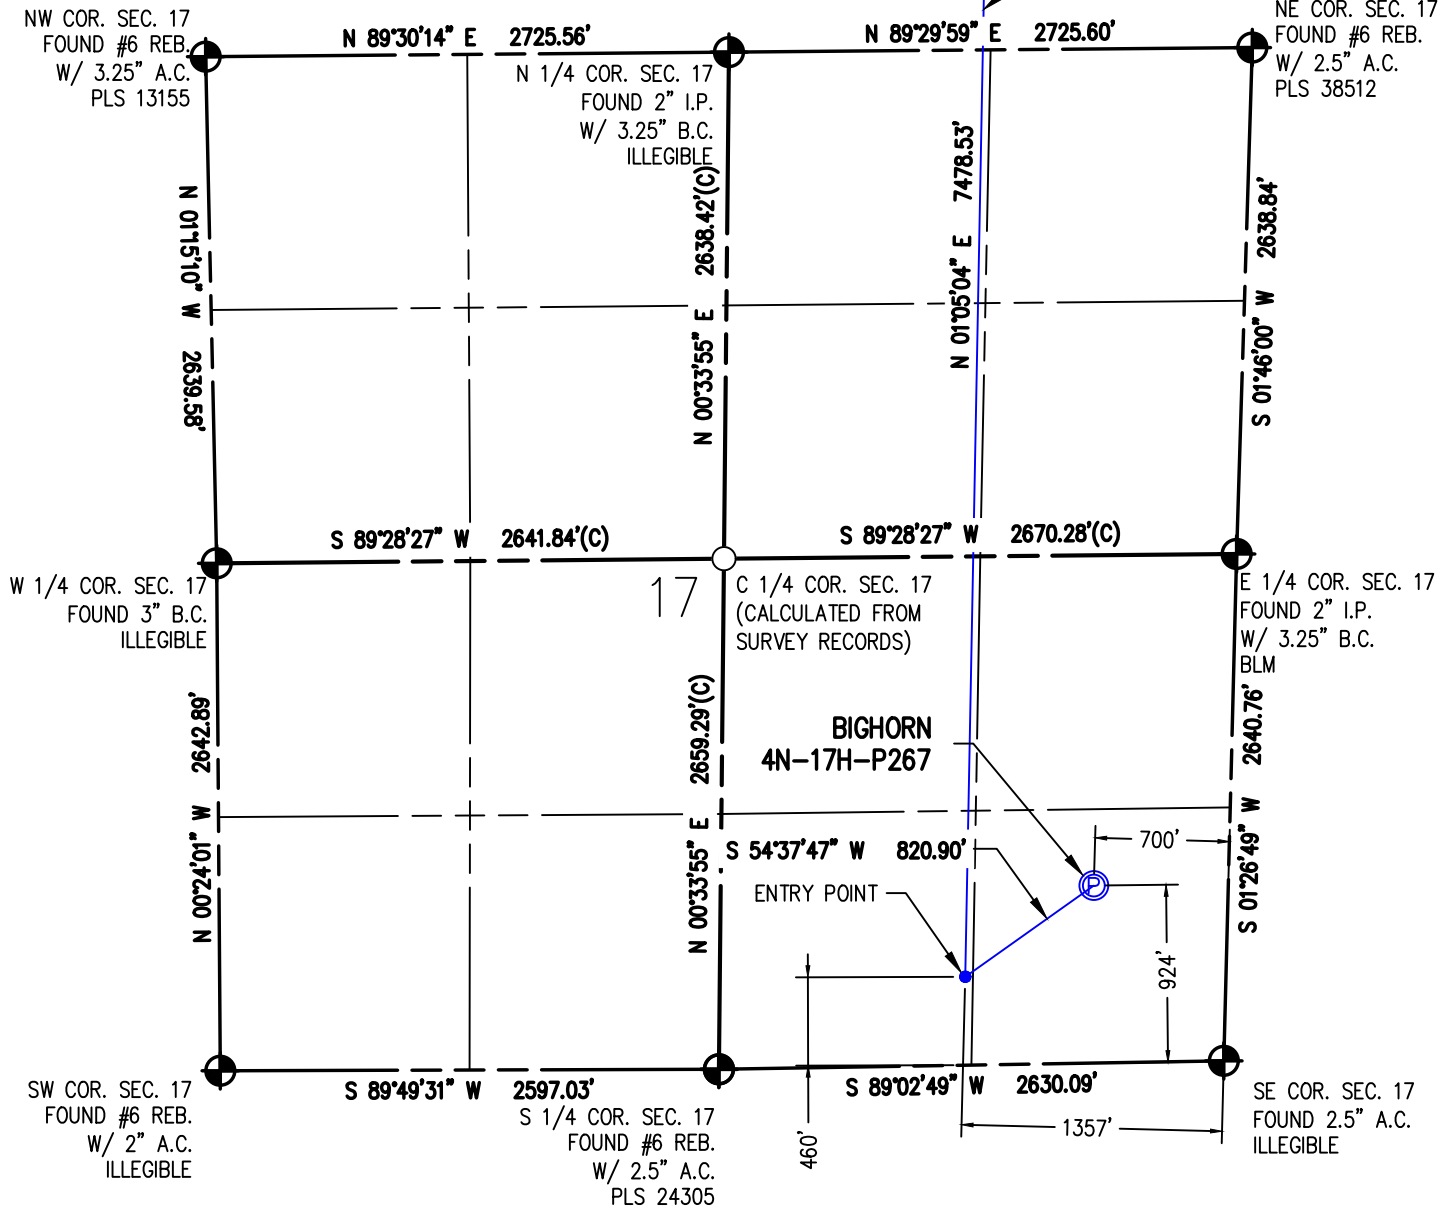 NW COR. SEC. 17
FOUND #6 REB.
W/ 3.25" A.C.
PLS 13155
N 89°30'14" E 2725.56'
N 1/4 COR. SEC. 17
FOUND 2" I.P.
W/ 3.25" B.C.
ILLEGIBLE
N 89°29'59" E 2725.60'
NE COR. SEC. 17
FOUND #6 REB.
W/ 2.5" A.C.
PLS 38512
N 01°15'10" W 2639.58'
N 00°33'55" E 2638.42'(C)
N 01°05'04" E 7478.53'
S 01°46'00" W 2638.84'
S 89°28'27" W 2641.84'(C)
S 89°28'27" W 2670.28'(C)
W 1/4 COR. SEC. 17
FOUND 3" B.C.
ILLEGIBLE
17
C 1/4 COR. SEC. 17
(CALCULATED FROM
SURVEY RECORDS)
E 1/4 COR. SEC. 17
FOUND 2" I.P.
W/ 3.25" B.C.
BLM
N 00°24'01" W 2642.89'
N 00°33'55" E 2659.29'(C)
BIGHORN
4N-17H-P267
S 01°26'49" W 2640.76'
S 54°37'47" W 820.90'
700'
P
ENTRY POINT
924'
460'
1357'
SW COR. SEC. 17
FOUND #6 REB.
W/ 2" A.C.
ILLEGIBLE
S 89°49'31" W 2597.03'
S 1/4 COR. SEC. 17
FOUND #6 REB.
W/ 2.5" A.C.
PLS 24305
S 89°02'49" W 2630.09'
SE COR. SEC. 17
FOUND 2.5" A.C.
ILLEGIBLE